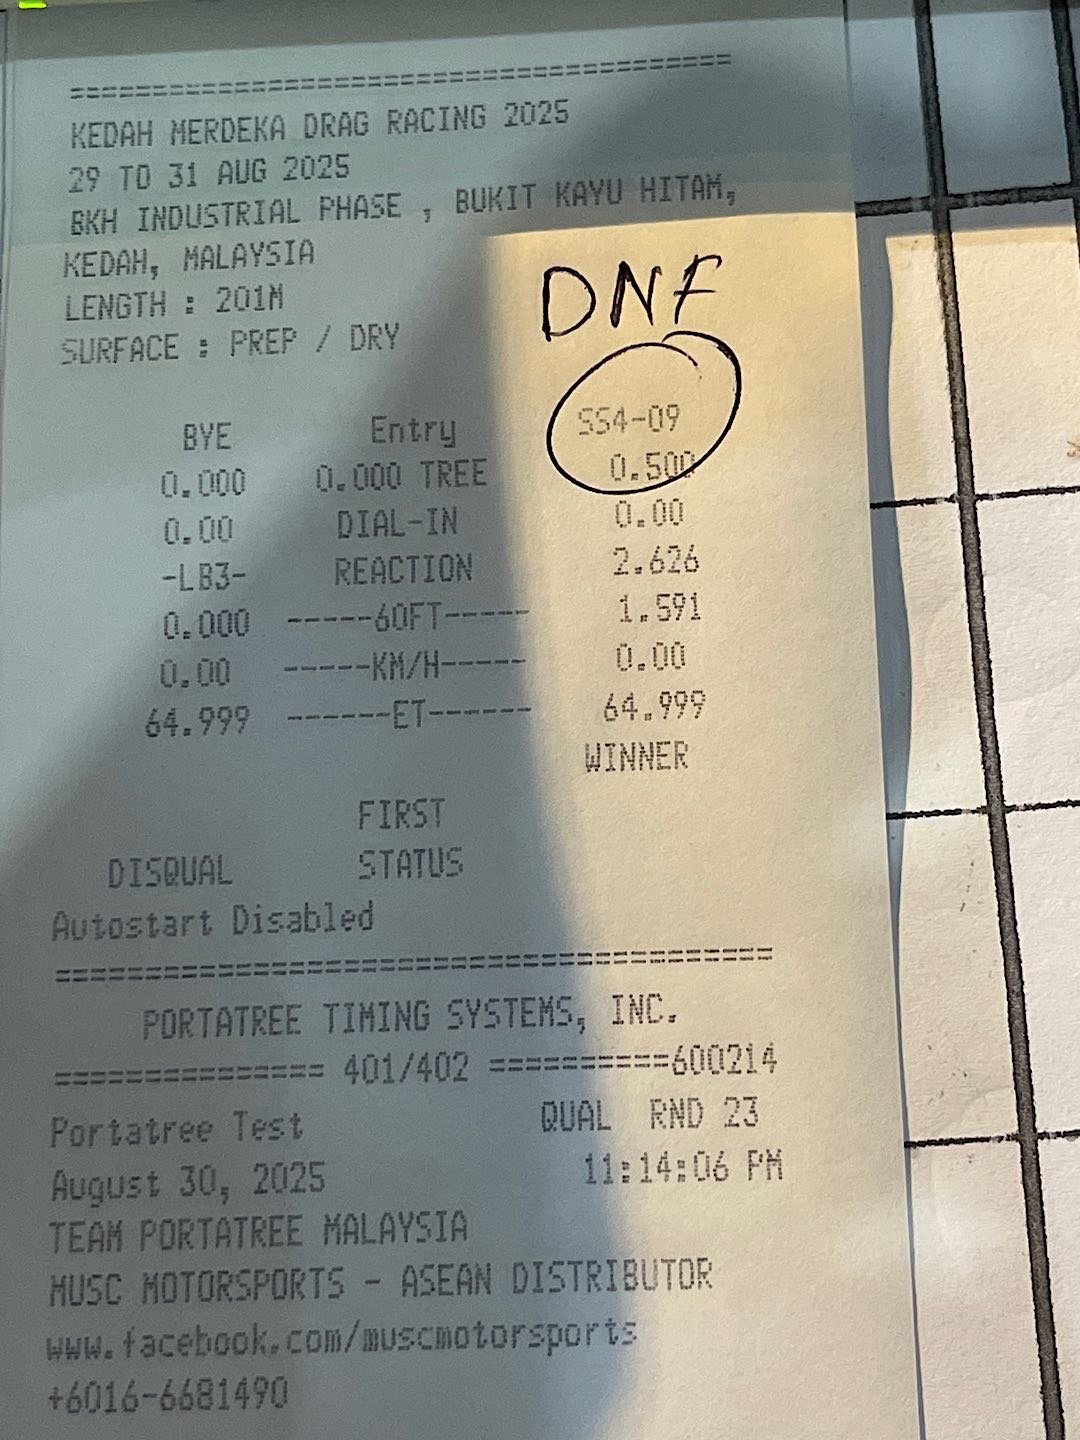 =====================================
KEDAH MERDEKA DRAG RACING 2025
29 TO 31 AUG 2025
BKH INDUSTRIAL PHASE , BUKIT KAYU HITAM,
KEDAH, MALAYSIA
LENGTH : 201M
SURFACE : PREP / DRY
DNF
BYE Entry SS4-09
0.000 0.000 TREE 0.500
0.00 DIAL-IN 0.00
-LB3- REACTION 2.626
0.000 -----60FT----- 1.591
0.00 -----KM/H----- 0.00
64.999 ------ET------ 64.999
WINNER
FIRST
DISQUAL STATUS
Autostart Disabled
========================================
PORTATREE TIMING SYSTEMS, INC.
=============== 401/402 ==========600214
Portatree Test QUAL RND 23
August 30, 2025 11:14:06 PM
TEAM PORTATREE MALAYSIA
MUSC MOTORSPORTS - ASEAN DISTRIBUTOR
www.facebook.com/muscmotorsports
+6016-6681490